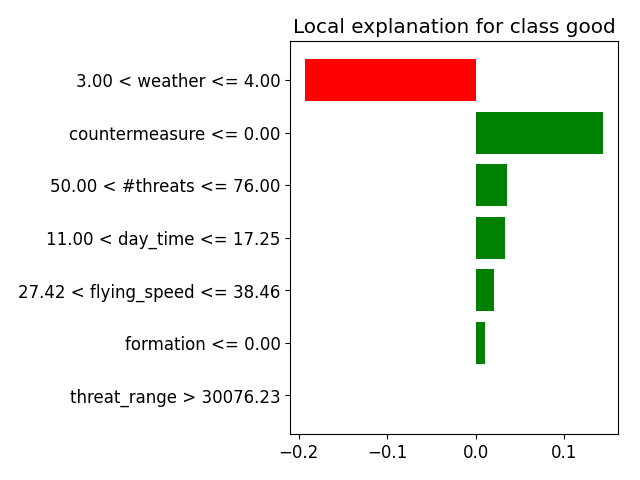 Local explanation for class good
3.00 < weather <= 4.00
countermeasure <= 0.00
50.00 < #threats <= 76.00
11.00 < day_time <= 17.25
27.42 < flying_speed <= 38.46
formation <= 0.00
threat_range > 30076.23
−0.2 −0.1 0.0 0.1